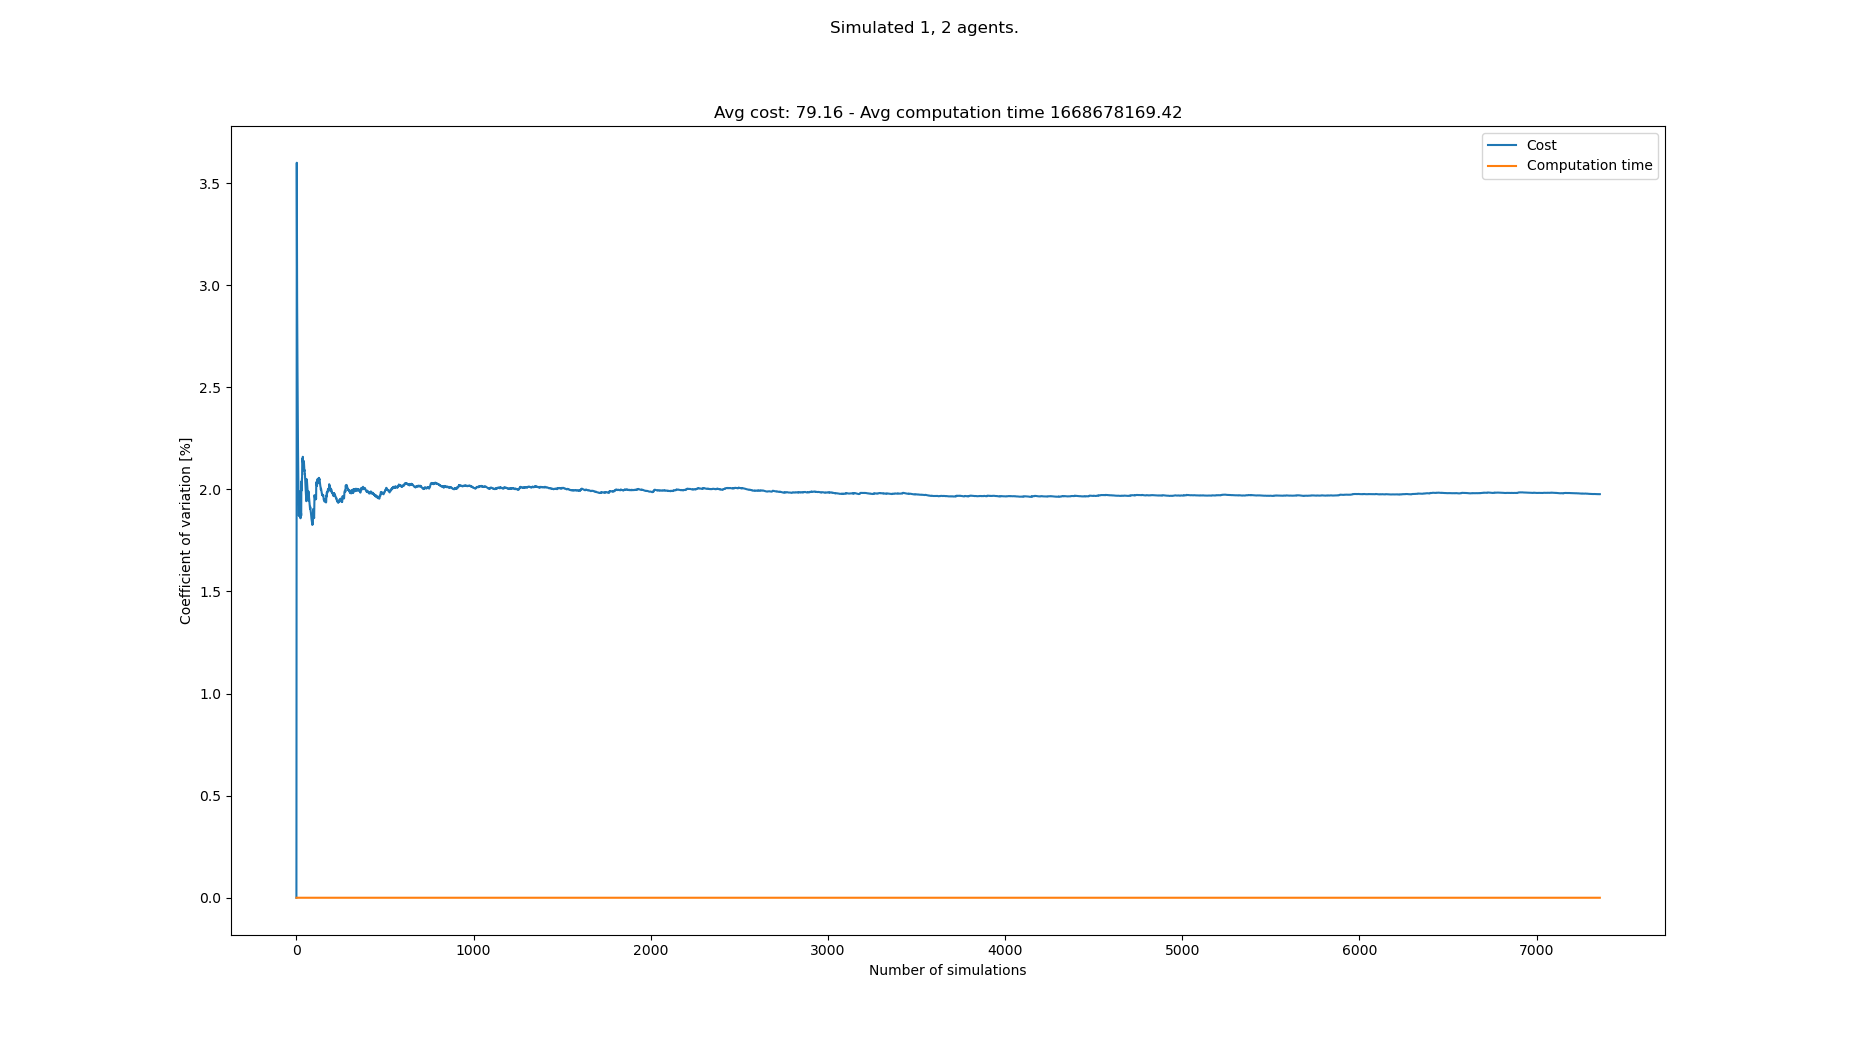 Simulated 1, 2 agents.
Avg cost: 79.16 - Avg computation time 1668678169.42
Cost
Computation time
3.5
3.0
2.5
2.0
1.5
1.0
0.5
0.0
Coefficient of variation [%]
0 1000 2000 3000 4000 5000 6000 7000
Number of simulations